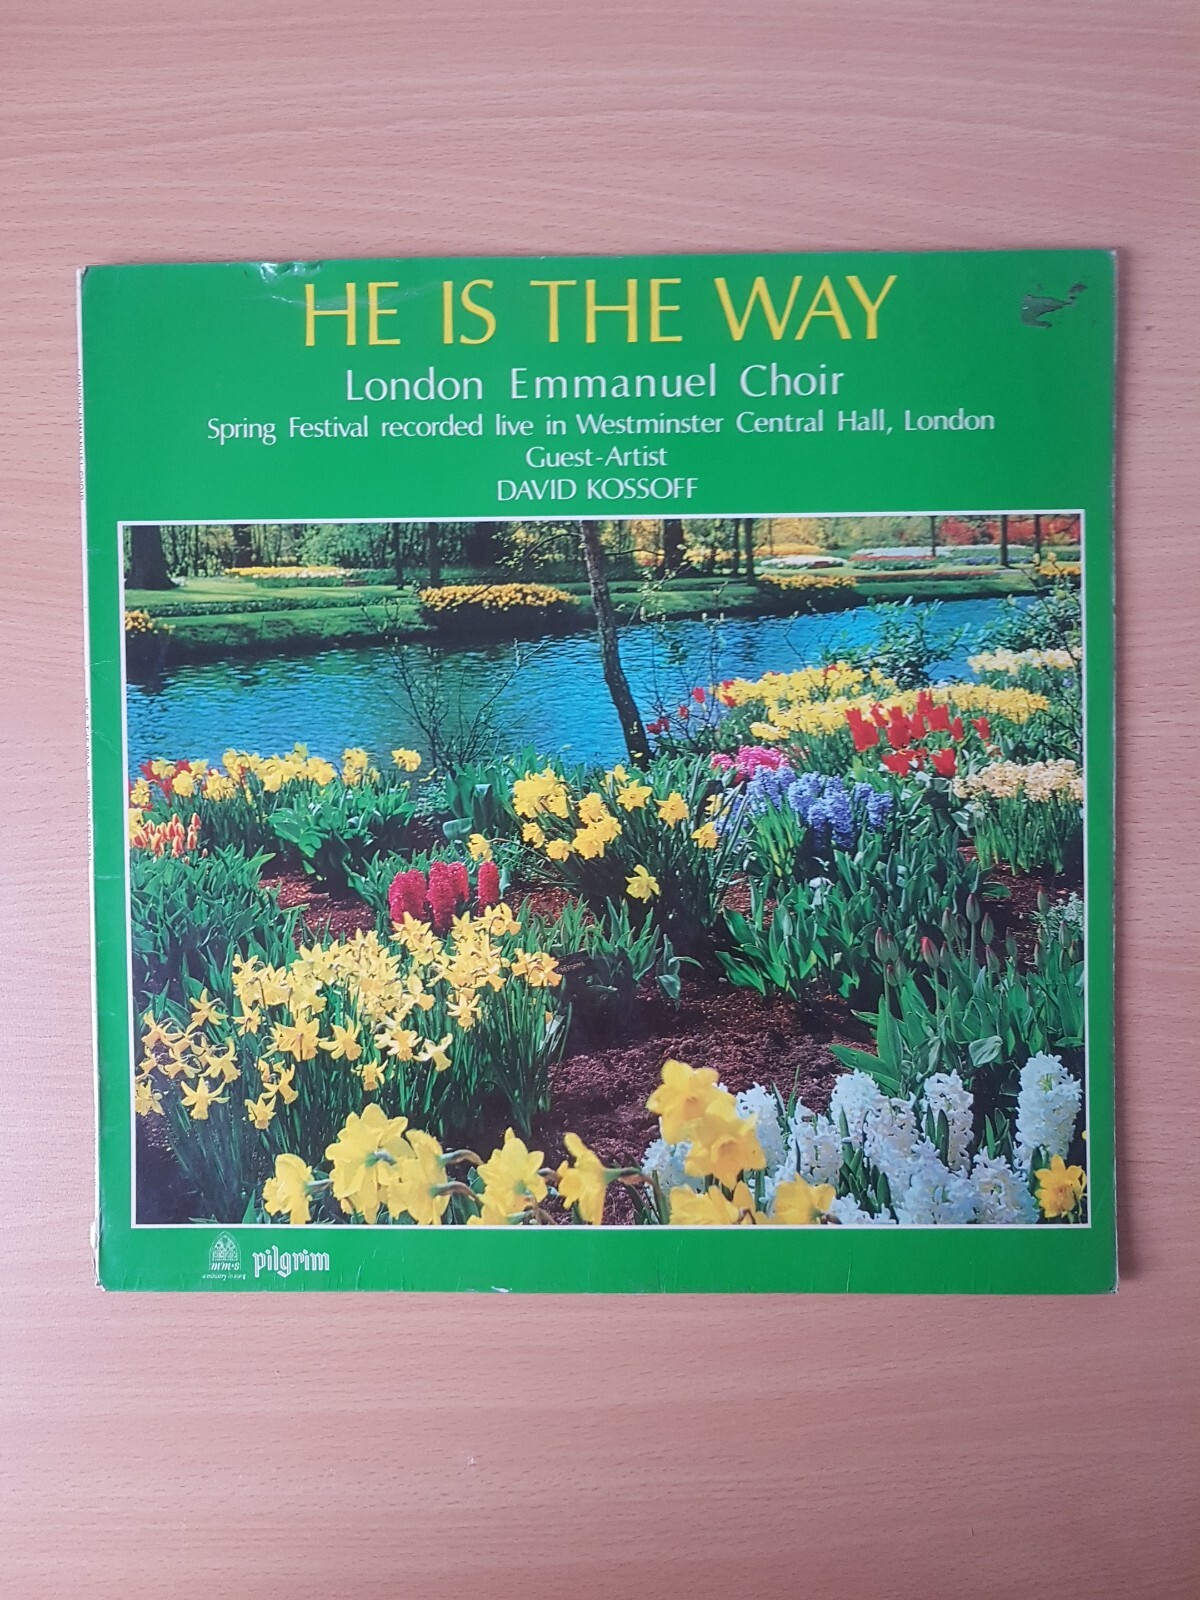 HE IS THE WAY
London Emmanuel Choir
Spring Festival recorded live in Westminster Central Hall, London
Guest-Artist
DAVID KOSSOFF
mms
pilgrim